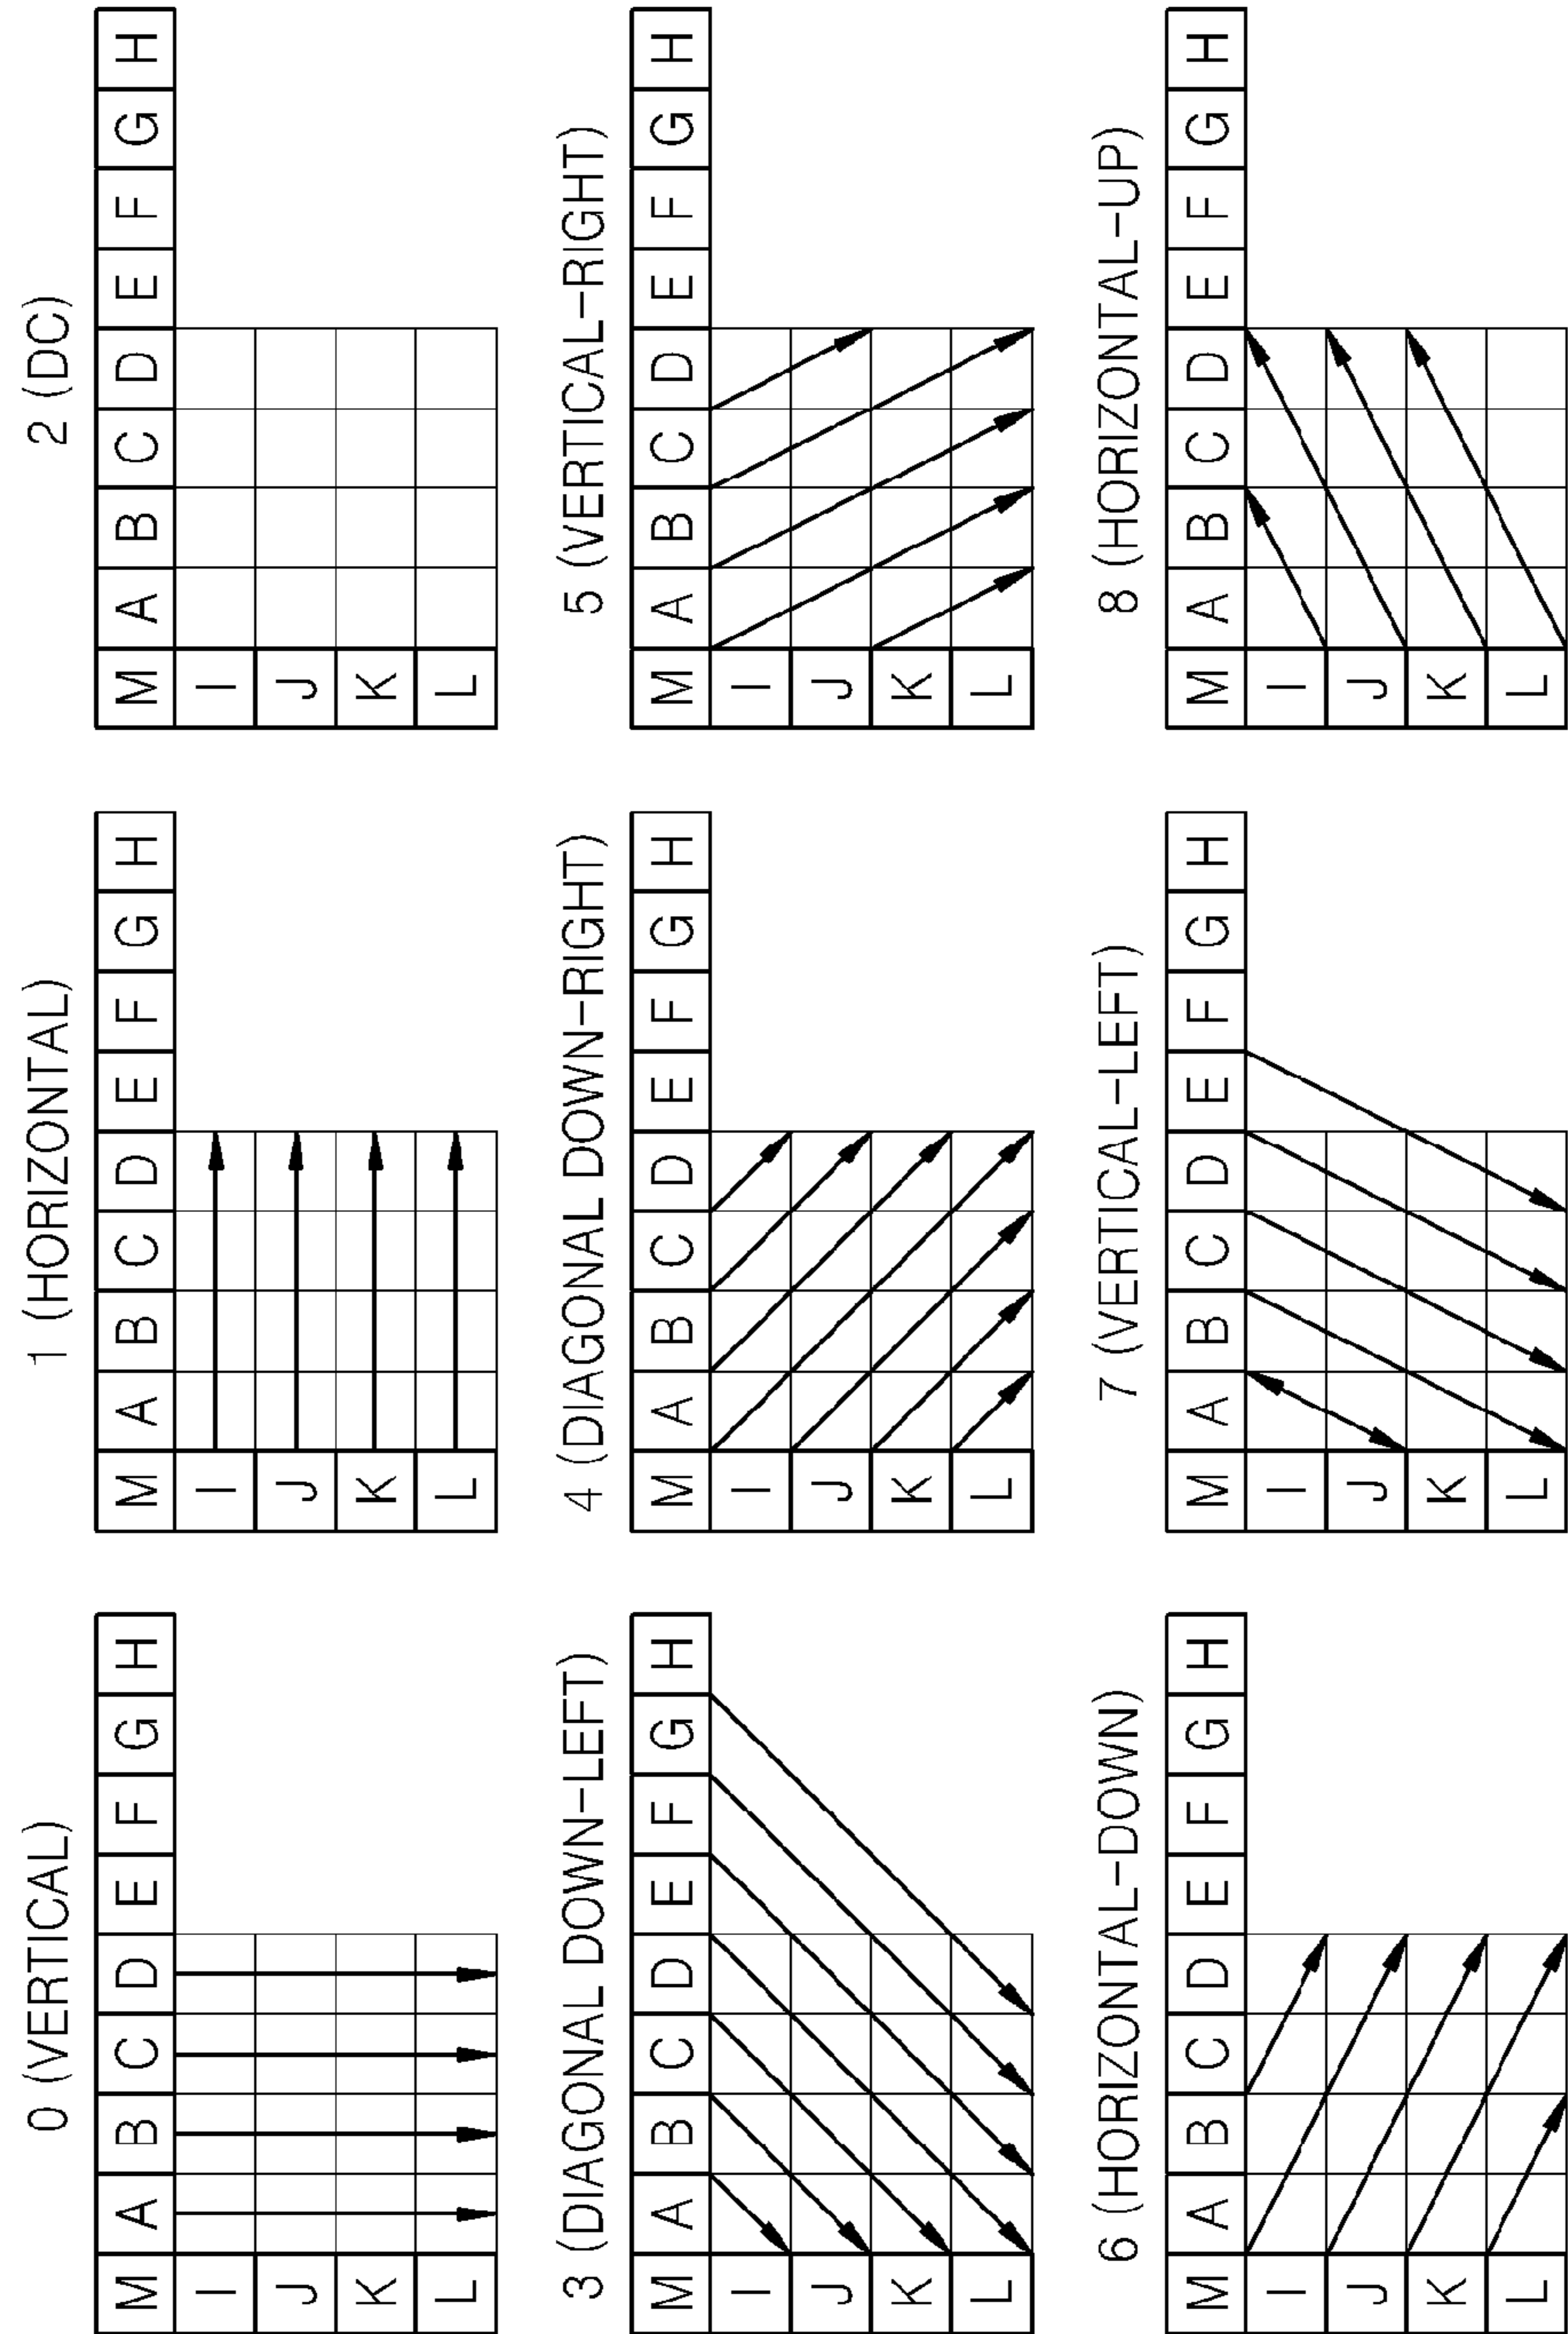 0 (VERTICAL)
M A B C D E F G H
I
J
K
L
1 (HORIZONTAL)
M A B C D E F G H
I
J
K
L
2 (DC)
M A B C D E F G H
I
J
K
L
3 (DIAGONAL DOWN-LEFT)
M A B C D E F G H
I
J
K
L
4 (DIAGONAL DOWN-RIGHT)
M A B C D E F G H
I
J
K
L
5 (VERTICAL-RIGHT)
M A B C D E F G H
I
J
K
L
6 (HORIZONTAL-DOWN)
M A B C D E F G H
I
J
K
L
7 (VERTICAL-LEFT)
M A B C D E F G H
I
J
K
L
8 (HORIZONTAL-UP)
M A B C D E F G H
I
J
K
L